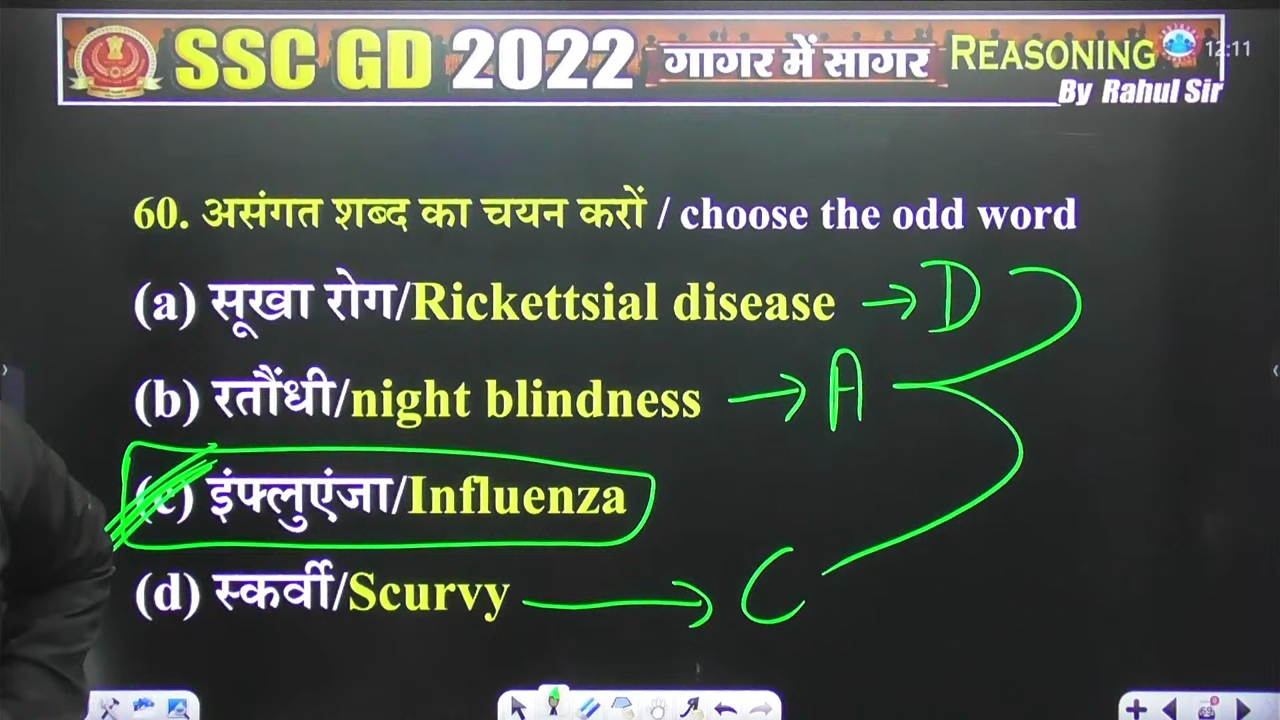 SSC GD 2022 गागर में सागर REASONING 12:11
By Rahul Sir
60. असंगत शब्द का चयन करों / choose the odd word
(a) सूखा रोग/Rickettsial disease → D
(b) रतौंधी/night blindness → A
(c) इंफ्लुएंजा/Influenza
(d) स्कर्वी/Scurvy → C